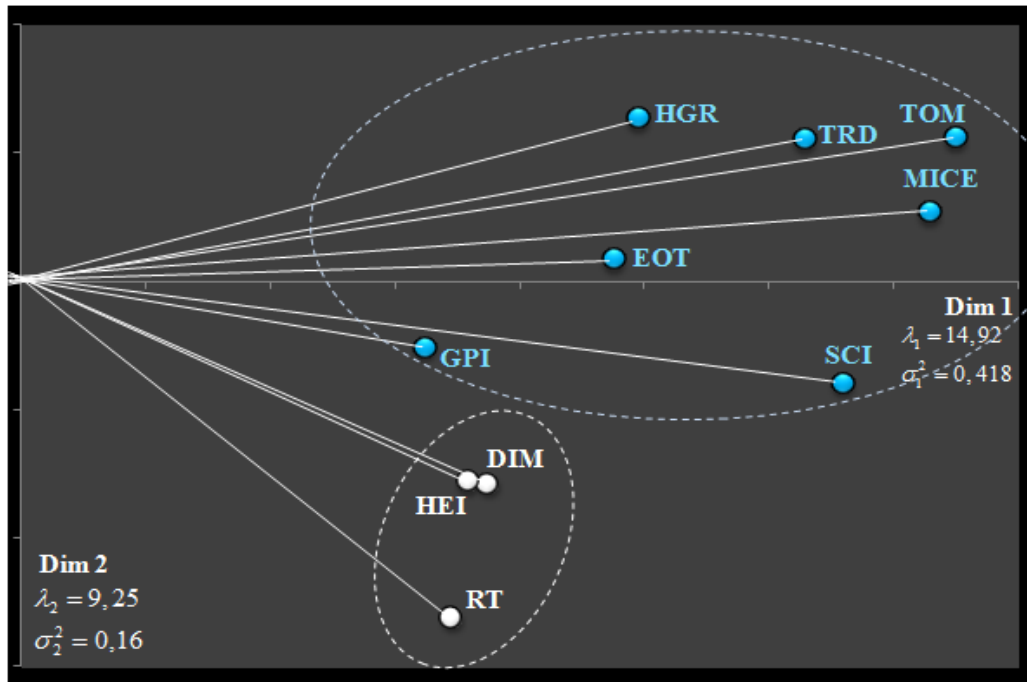 HGR
TRD
TOM
MICE
EOT
GPI
SCI
Dim 1
λ₁ = 14,92
σ₁² = 0,418
DIM
HEI
RT
Dim 2
λ₂ = 9,25
σ₂² = 0,16